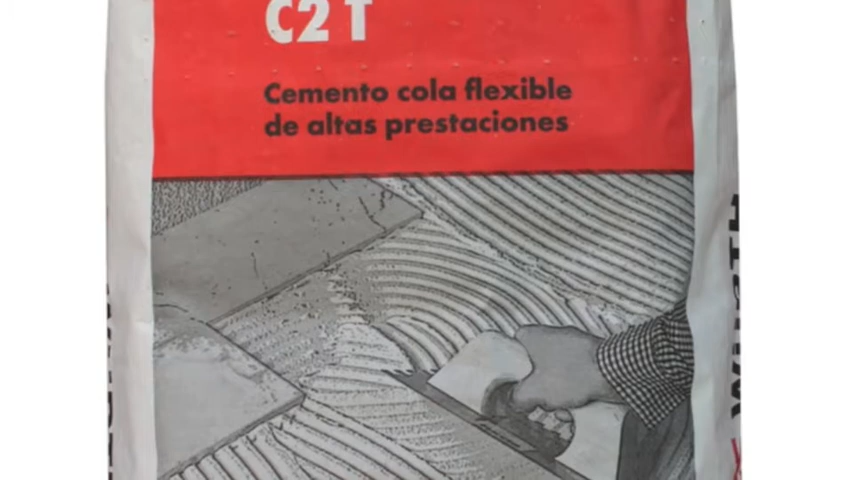 C2 T
Cemento cola flexible
de altas prestaciones